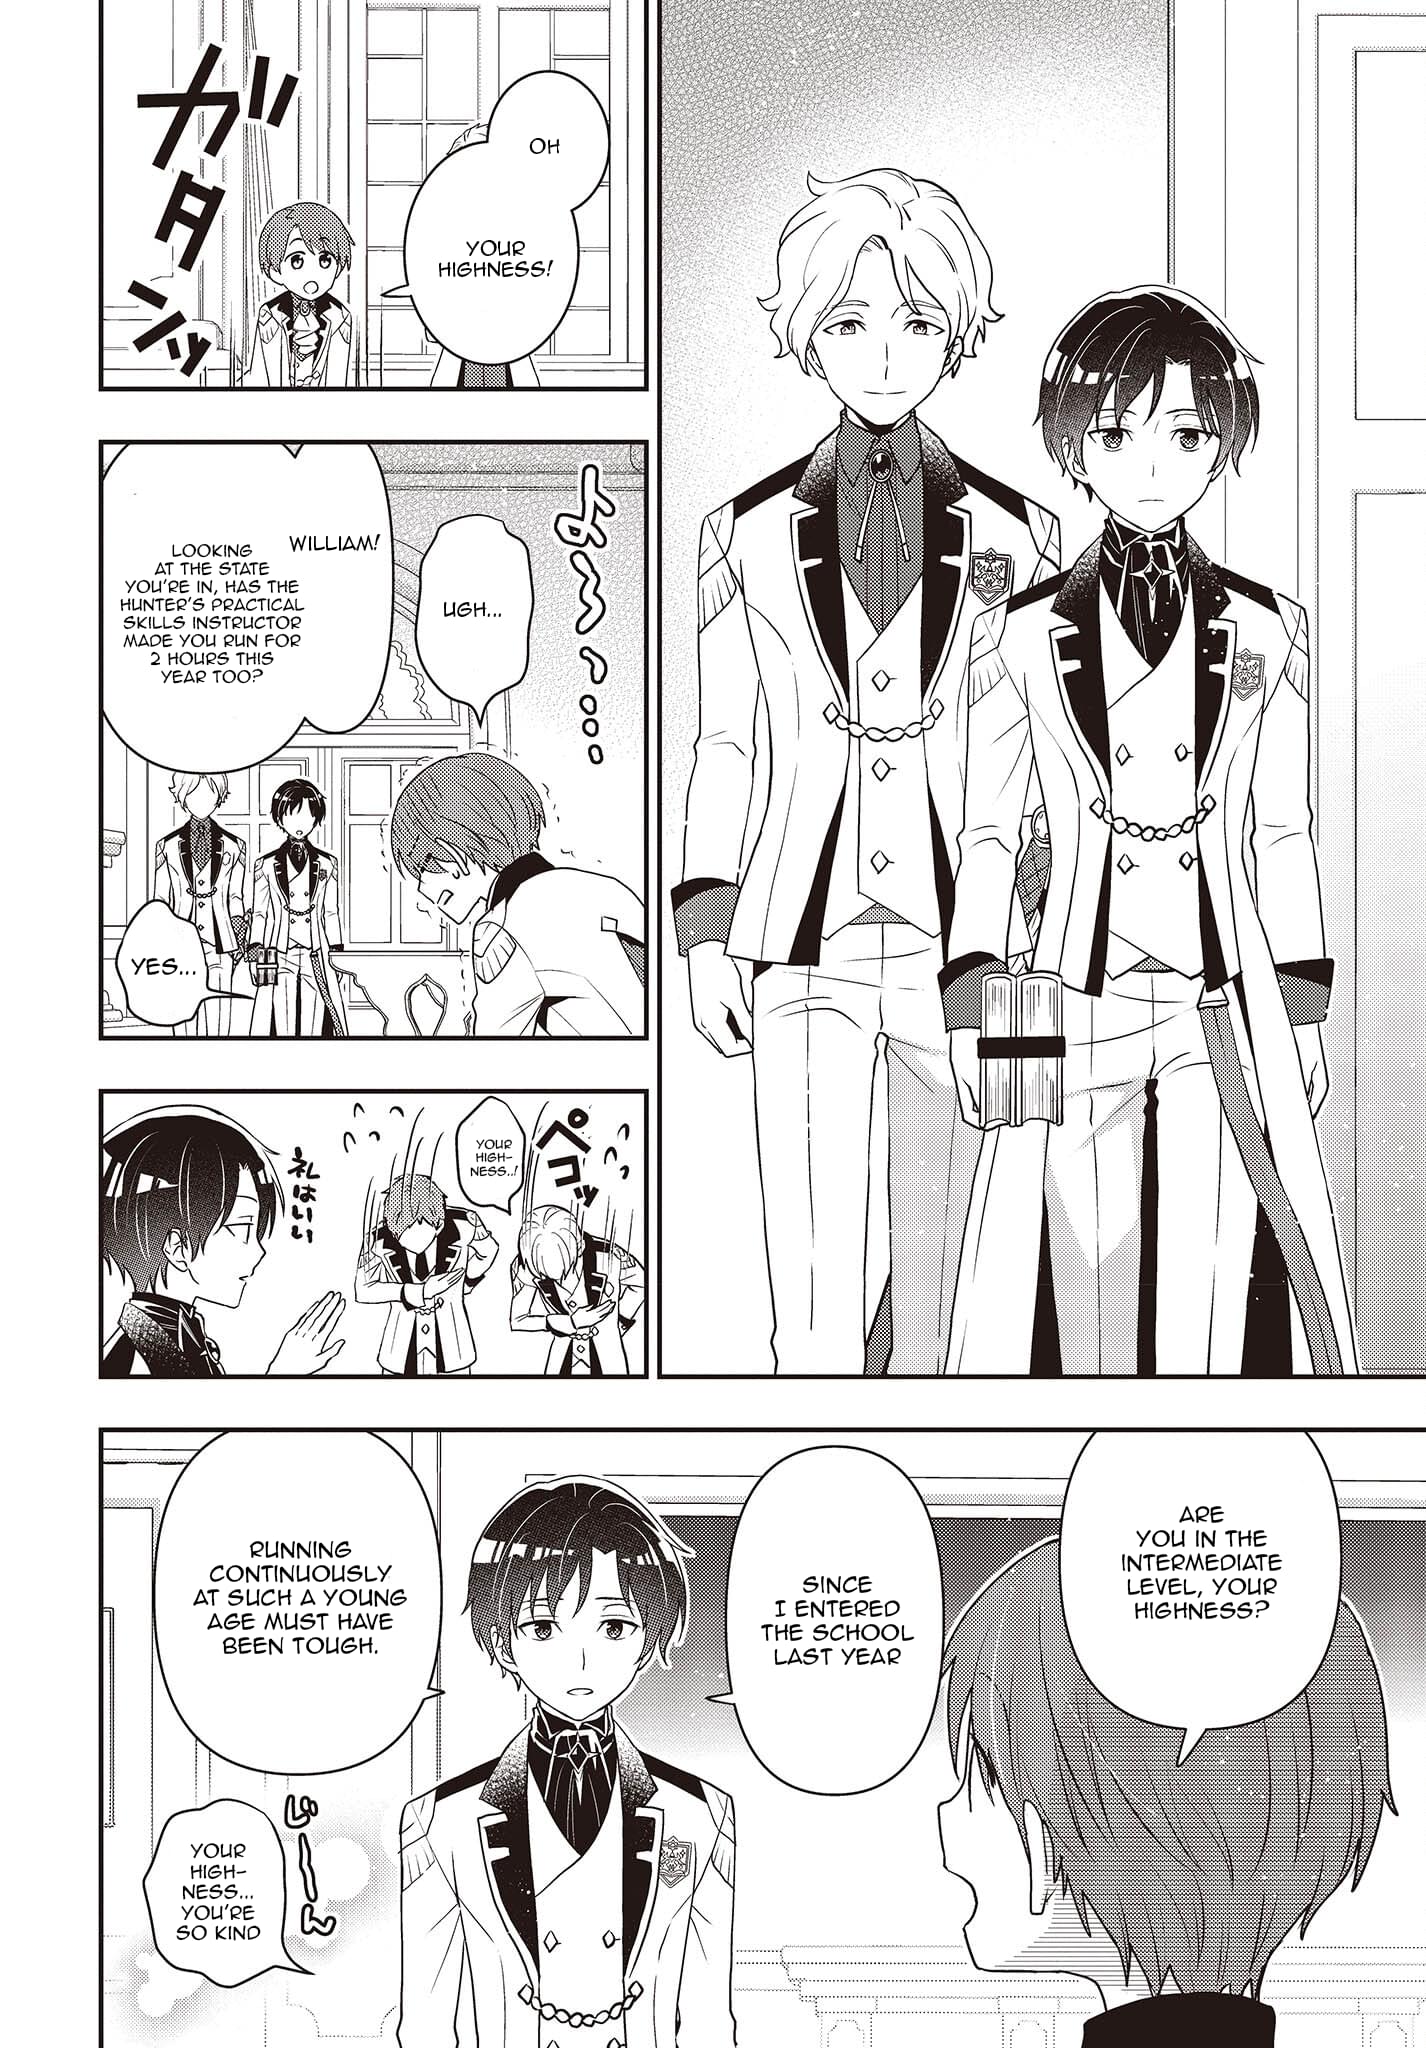 OH
YOUR
HIGHNESS!
ガタンッ
WILLIAM!
LOOKING
AT THE STATE
YOU'RE IN, HAS THE
HUNTER'S PRACTICAL
SKILLS INSTRUCTOR
MADE YOU RUN FOR
2 HOURS THIS
YEAR TOO?
UGH...
よ〜〜...
YES...
YOUR
HIGH-
NESS..!
ペコッ
礼はいい
ARE
YOU IN THE
INTERMEDIATE
LEVEL, YOUR
HIGHNESS?
SINCE
I ENTERED
THE SCHOOL
LAST YEAR
RUNNING
CONTINUOUSLY
AT SUCH A YOUNG
AGE MUST HAVE
BEEN TOUGH.
じーーん
YOUR
HIGH-
NESS...
YOU'RE
SO KIND